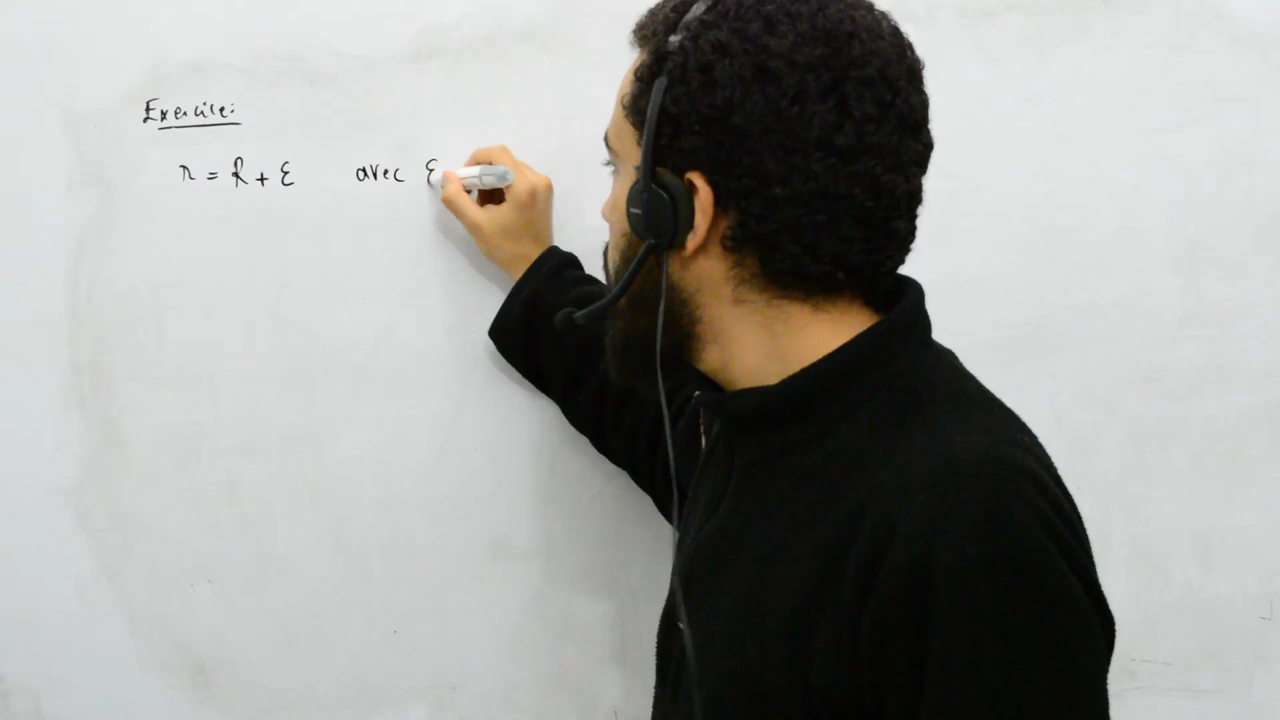 Exercice:
r = R + ε avec ε